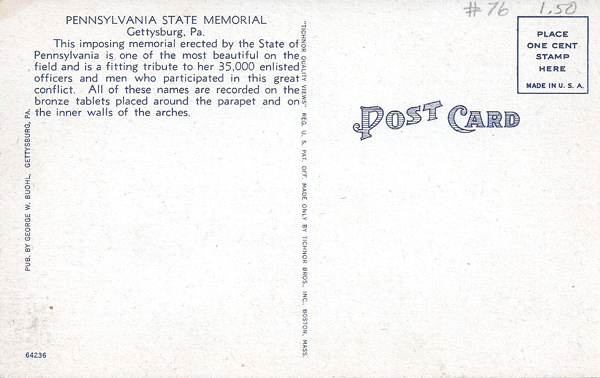 PENNSYLVANIA STATE MEMORIAL
Gettysburg, Pa.
This imposing memorial erected by the State of
Pennsylvania is one of the most beautiful on the
field and is a fitting tribute to her 35,000 enlisted
officers and men who participated in this great
conflict. All of these names are recorded on the
bronze tablets placed around the parapet and on
the inner walls of the arches.
PUB. BY GEORGE W. BUOHL, GETTYSBURG, PA.
64236
"TICHNOR QUALITY VIEWS" REG. U. S. PAT. OFF. MADE ONLY BY TICHNOR BROS., INC., BOSTON, MASS.
POST CARD
#76 1.50
PLACE
ONE CENT
STAMP
HERE
MADE IN U. S. A.